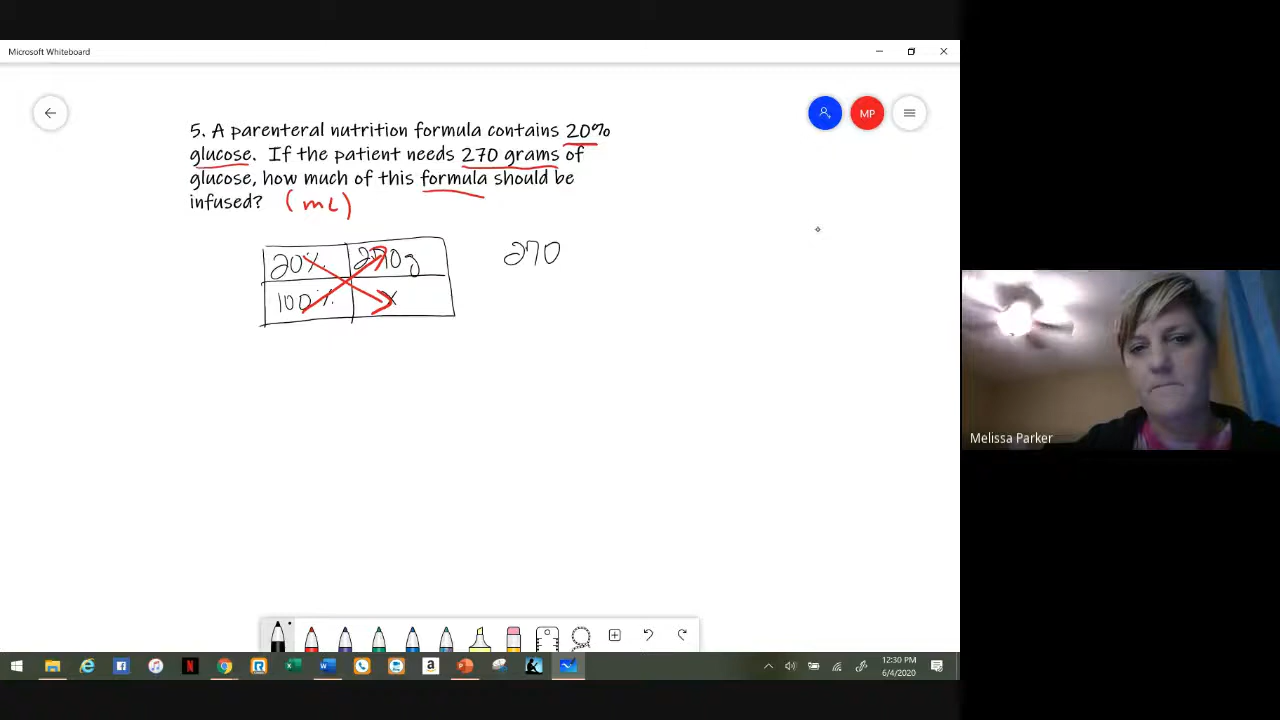 Microsoft Whiteboard
MP
5. A parenteral nutrition formula contains 20%
glucose. If the patient needs 270 grams of
glucose, how much of this formula should be
infused? (mL)
20% 270g
100% x
270
Melissa Parker
12:30 PM
6/4/2020